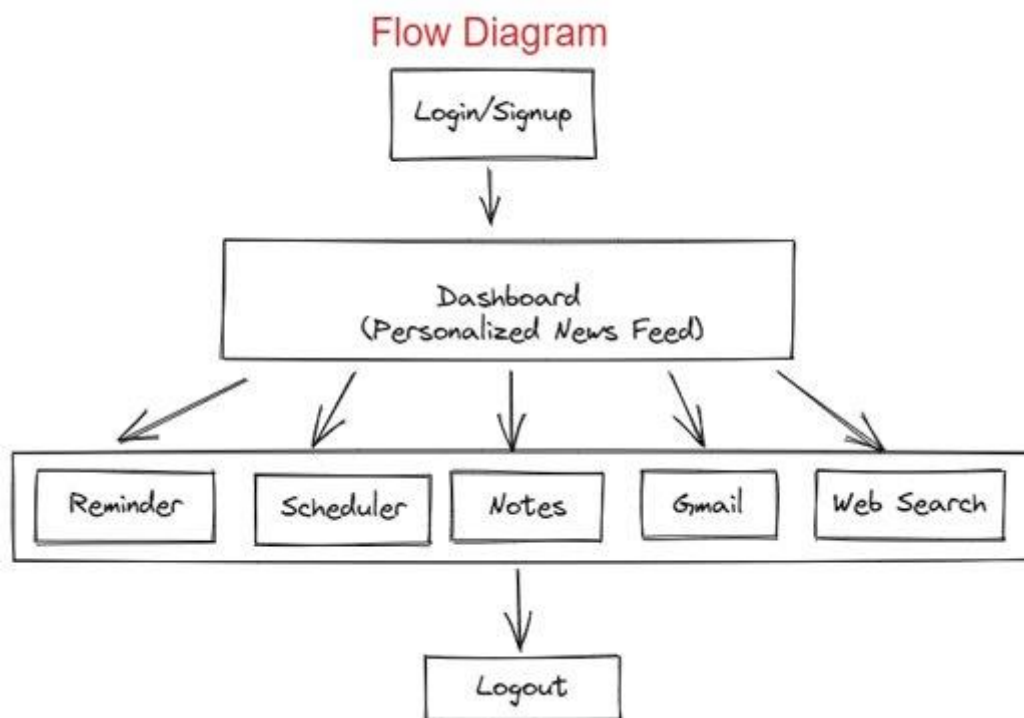 Flow Diagram
Login/Signup
Dashboard
(Personalized News Feed)
Reminder
Scheduler
Notes
Gmail
Web Search
Logout